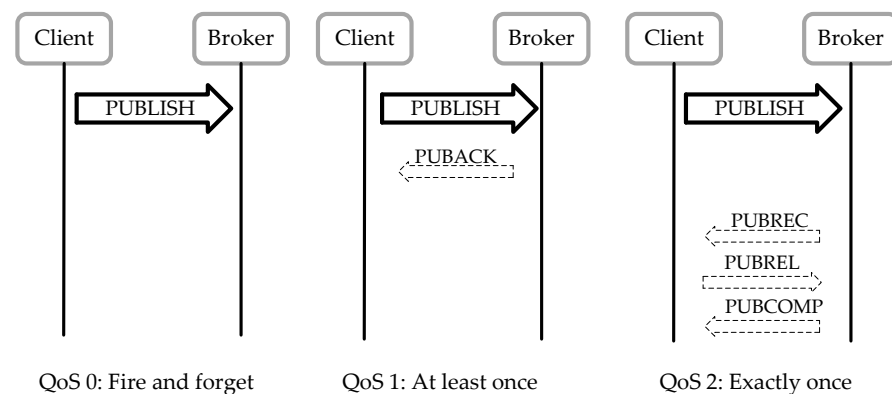 Client
Broker
PUBLISH
QoS 0: Fire and forget
Client
Broker
PUBLISH
PUBACK
QoS 1: At least once
Client
Broker
PUBLISH
PUBREC
PUBREL
PUBCOMP
QoS 2: Exactly once